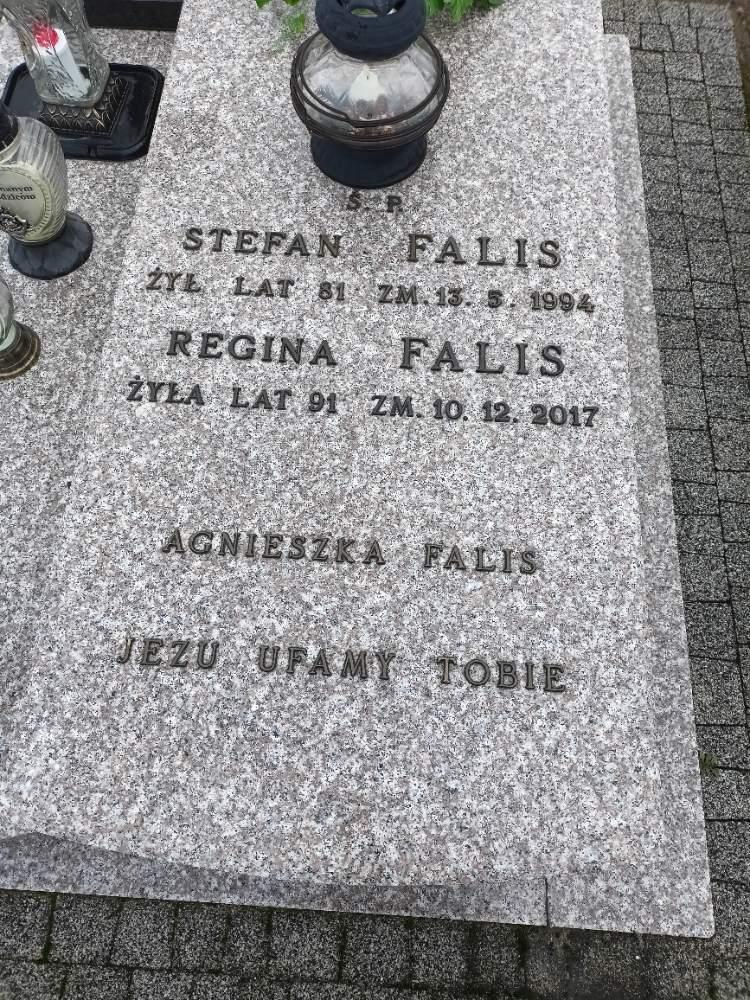 Ś. P.
STEFAN FALIS
ŻYŁ LAT 81 ZM. 13. 5. 1994
REGINA FALIS
ŻYŁA LAT 91 ZM. 10. 12. 2017
AGNIESZKA FALIS
JEZU UFAMY TOBIE